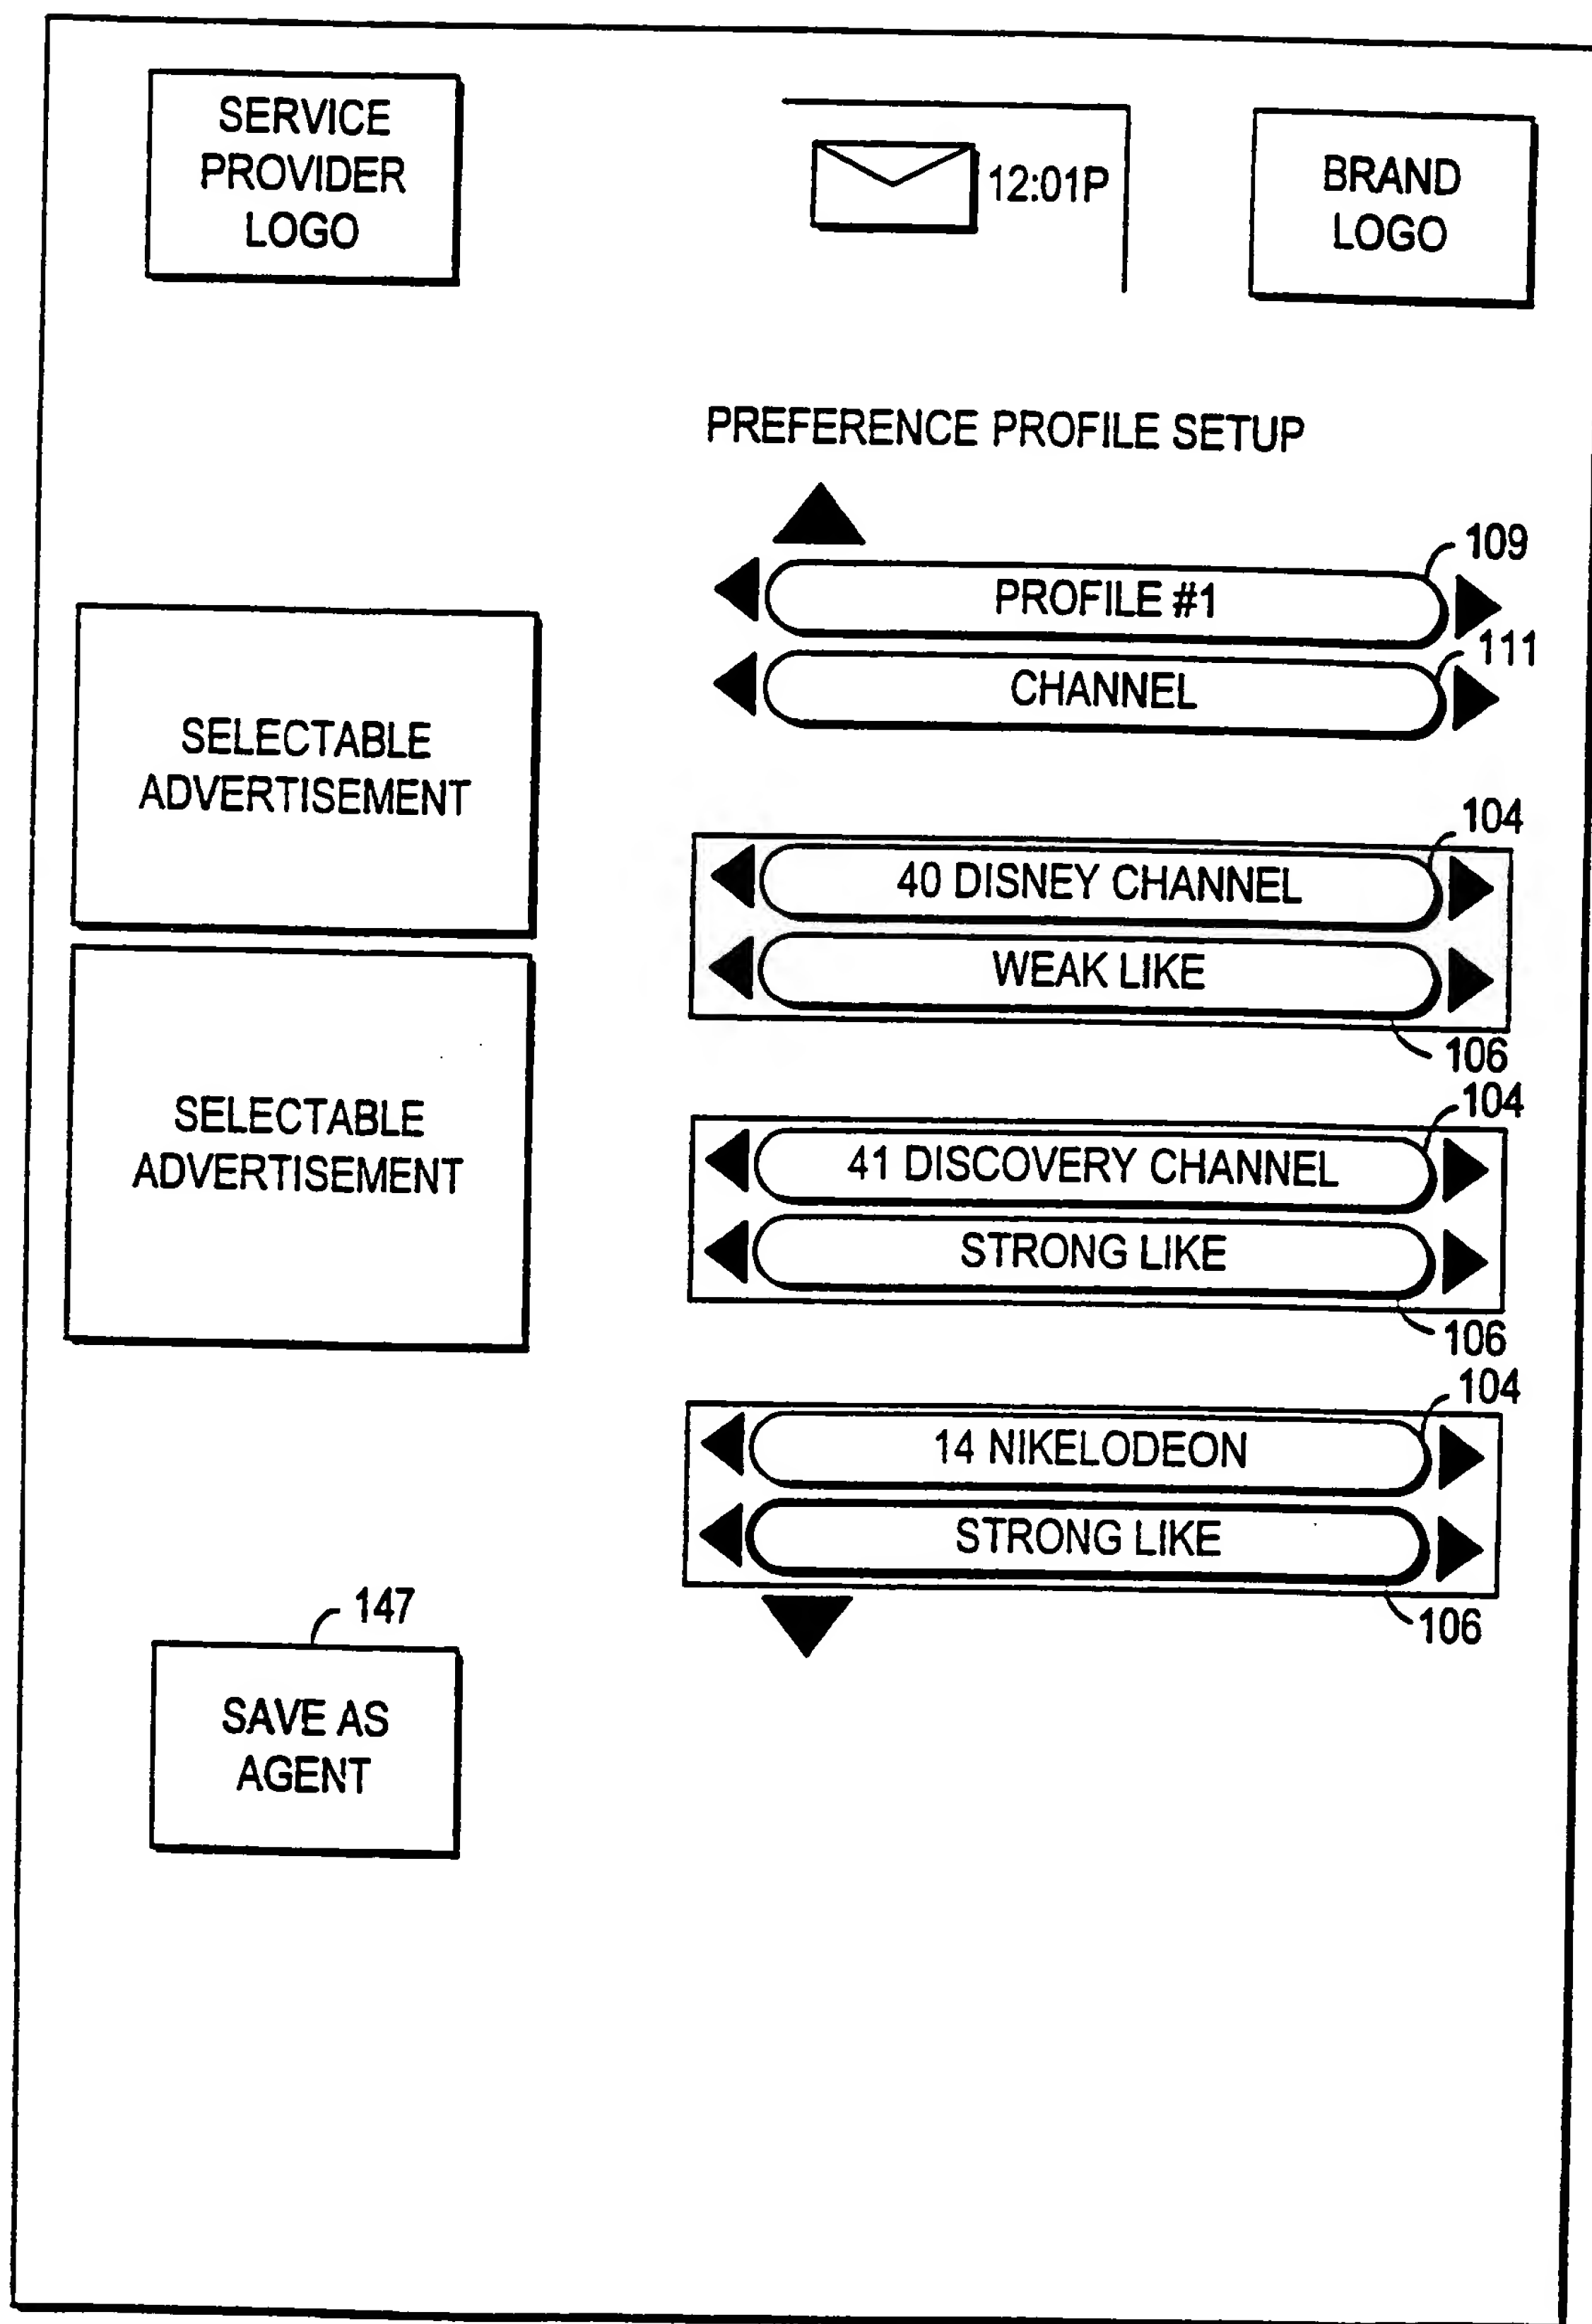 SERVICE
PROVIDER
LOGO
12:01P
BRAND
LOGO
PREFERENCE PROFILE SETUP
109
PROFILE #1
111
CHANNEL
SELECTABLE
ADVERTISEMENT
104
40 DISNEY CHANNEL
WEAK LIKE
106
SELECTABLE
ADVERTISEMENT
104
41 DISCOVERY CHANNEL
STRONG LIKE
106
104
14 NIKELODEON
STRONG LIKE
106
147
SAVE AS
AGENT